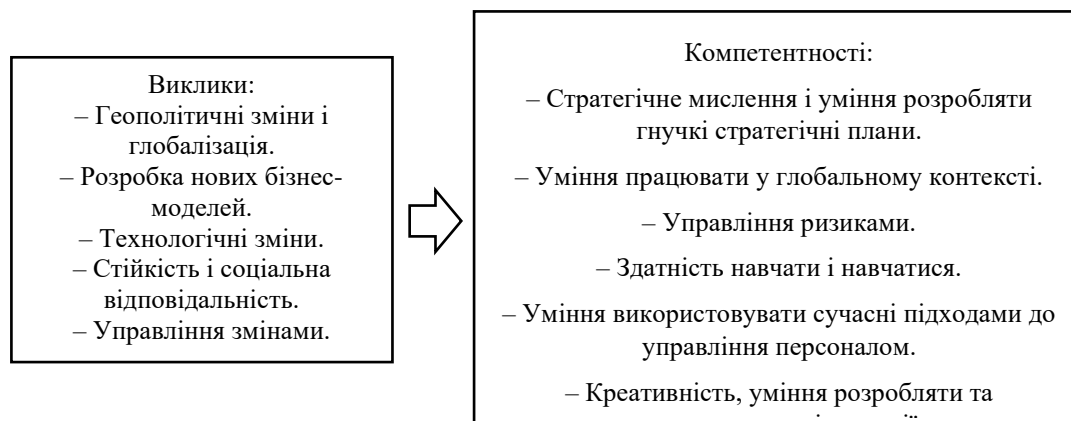 Виклики:
– Геополітичні зміни і
глобалізація.
– Розробка нових бізнес-
моделей.
– Технологічні зміни.
– Стійкість і соціальна
відповідальність.
– Управління змінами.
Компетентності:
– Стратегічне мислення і уміння розробляти
гнучкі стратегічні плани.
– Уміння працювати у глобальному контексті.
– Управління ризиками.
– Здатність навчати і навчатися.
– Уміння використовувати сучасні підходами до
управління персоналом.
– Креативність, уміння розробляти та